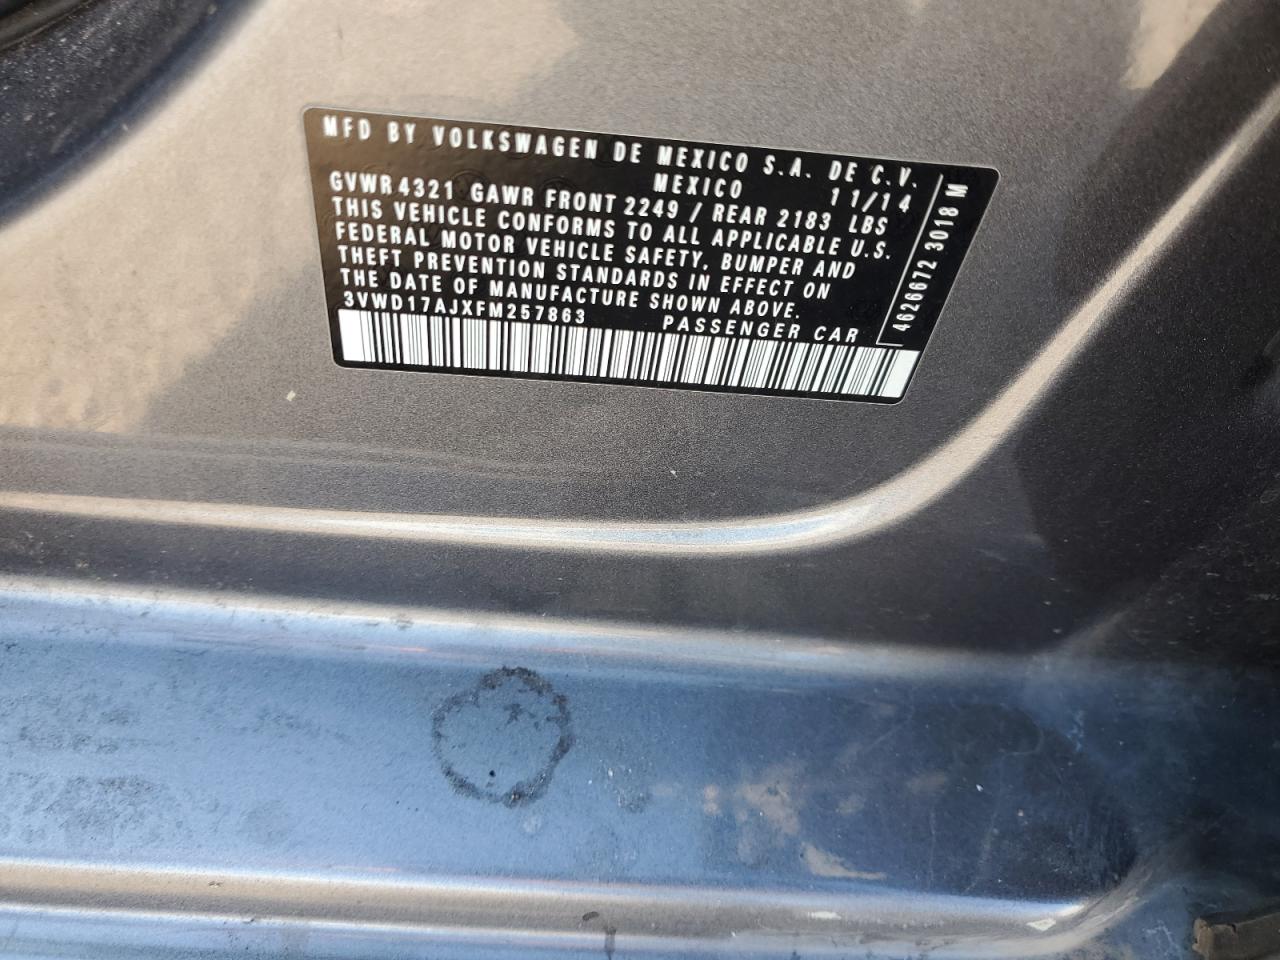 MFD BY VOLKSWAGEN DE MEXICO S.A. DE C.V.
MEXICO 11/14
GVWR 4321 GAWR FRONT 2249 / REAR 2183 LBS
THIS VEHICLE CONFORMS TO ALL APPLICABLE U.S.
FEDERAL MOTOR VEHICLE SAFETY, BUMPER AND
THEFT PREVENTION STANDARDS IN EFFECT ON
THE DATE OF MANUFACTURE SHOWN ABOVE.
3VWD17AJXFM257863 PASSENGER CAR
4626672 3018 M